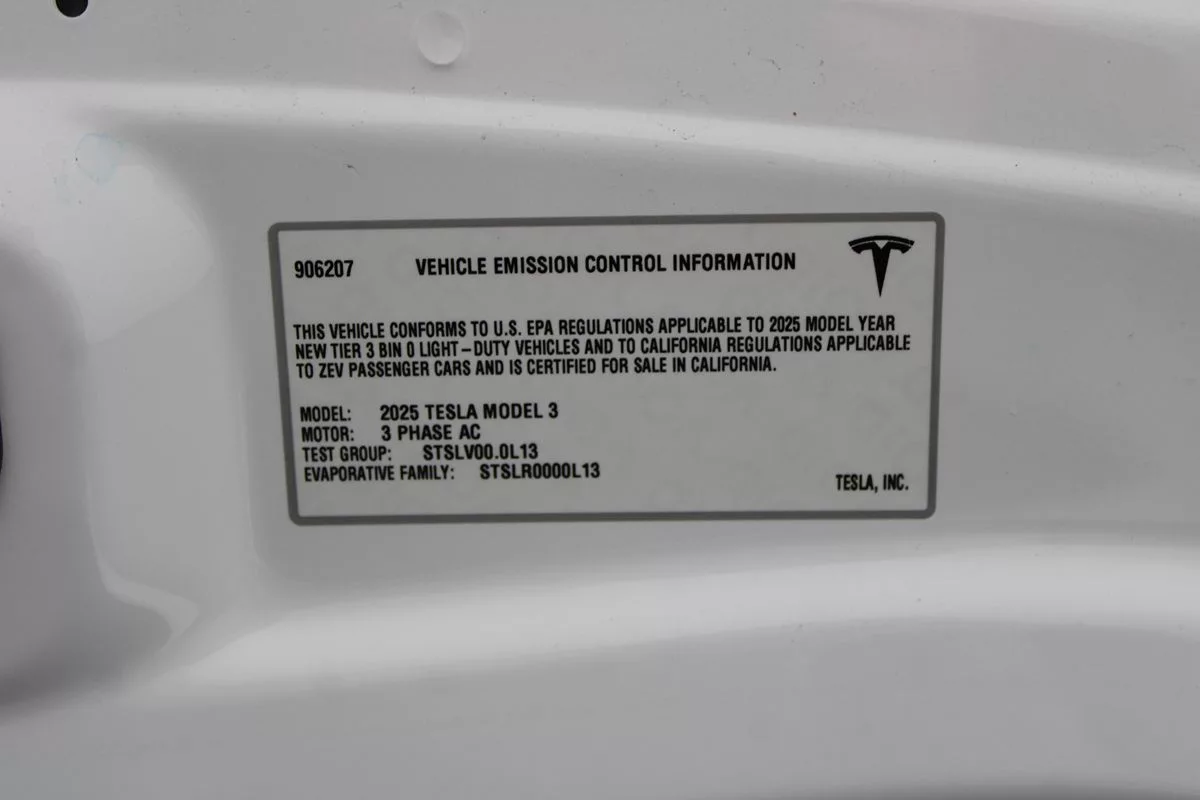 906207 VEHICLE EMISSION CONTROL INFORMATION
THIS VEHICLE CONFORMS TO U.S. EPA REGULATIONS APPLICABLE TO 2025 MODEL YEAR
NEW TIER 3 BIN 0 LIGHT-DUTY VEHICLES AND TO CALIFORNIA REGULATIONS APPLICABLE
TO ZEV PASSENGER CARS AND IS CERTIFIED FOR SALE IN CALIFORNIA.
MODEL: 2025 TESLA MODEL 3
MOTOR: 3 PHASE AC
TEST GROUP: STSLV00.0L13
EVAPORATIVE FAMILY: STSLR0000L13
TESLA, INC.